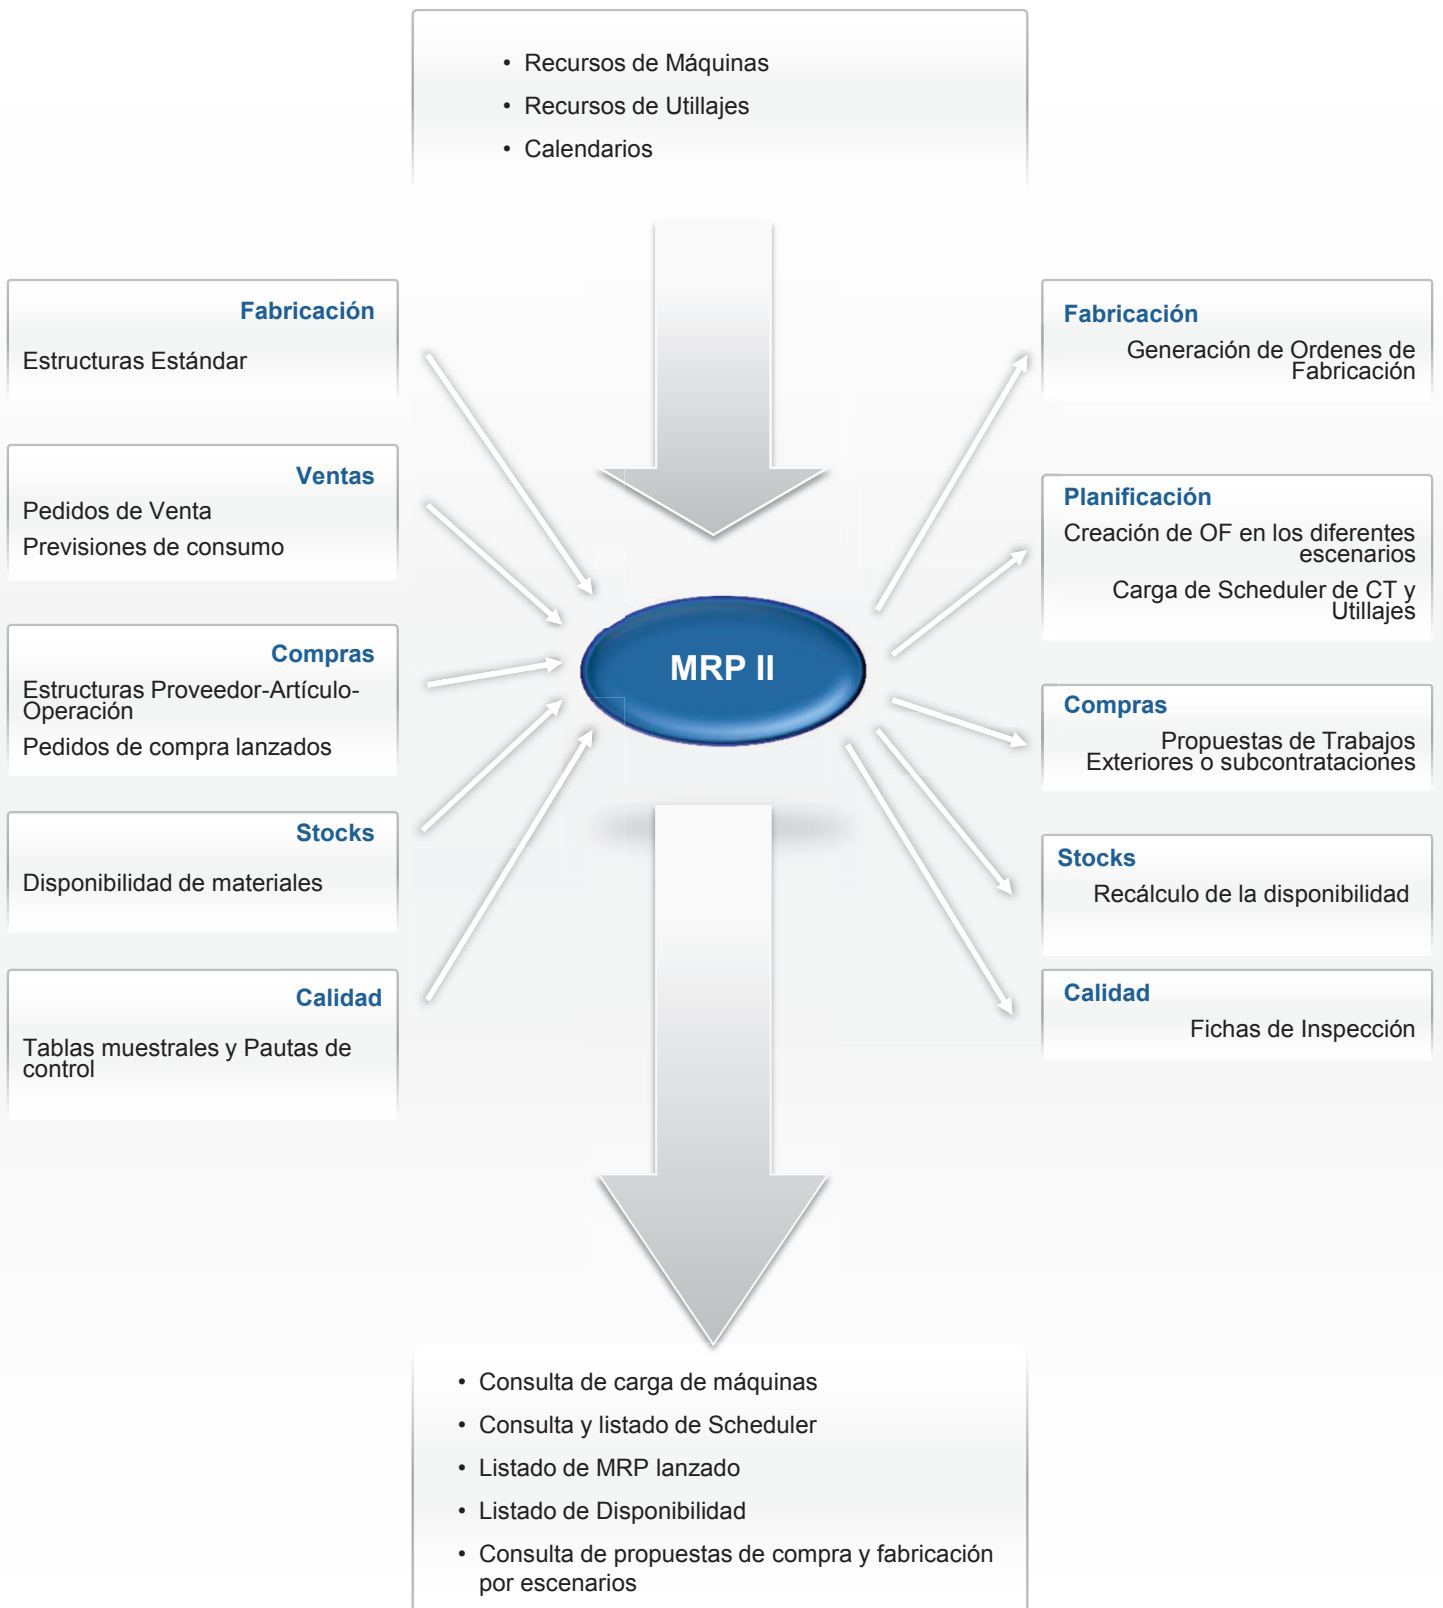 • Recursos de Máquinas
• Recursos de Utillajes
• Calendarios
Fabricación
Estructuras Estándar
Ventas
Pedidos de Venta
Previsiones de consumo
Compras
Estructuras Proveedor-Artículo-
Operación
Pedidos de compra lanzados
Stocks
Disponibilidad de materiales
Calidad
Tablas muestrales y Pautas de
control
MRP II
Fabricación
Generación de Ordenes de
Fabricación
Planificación
Creación de OF en los diferentes
escenarios
Carga de Scheduler de CT y
Utillajes
Compras
Propuestas de Trabajos
Exteriores o subcontrataciones
Stocks
Recálculo de la disponibilidad
Calidad
Fichas de Inspección
• Consulta de carga de máquinas
• Consulta y listado de Scheduler
• Listado de MRP lanzado
• Listado de Disponibilidad
• Consulta de propuestas de compra y fabricación
por escenarios